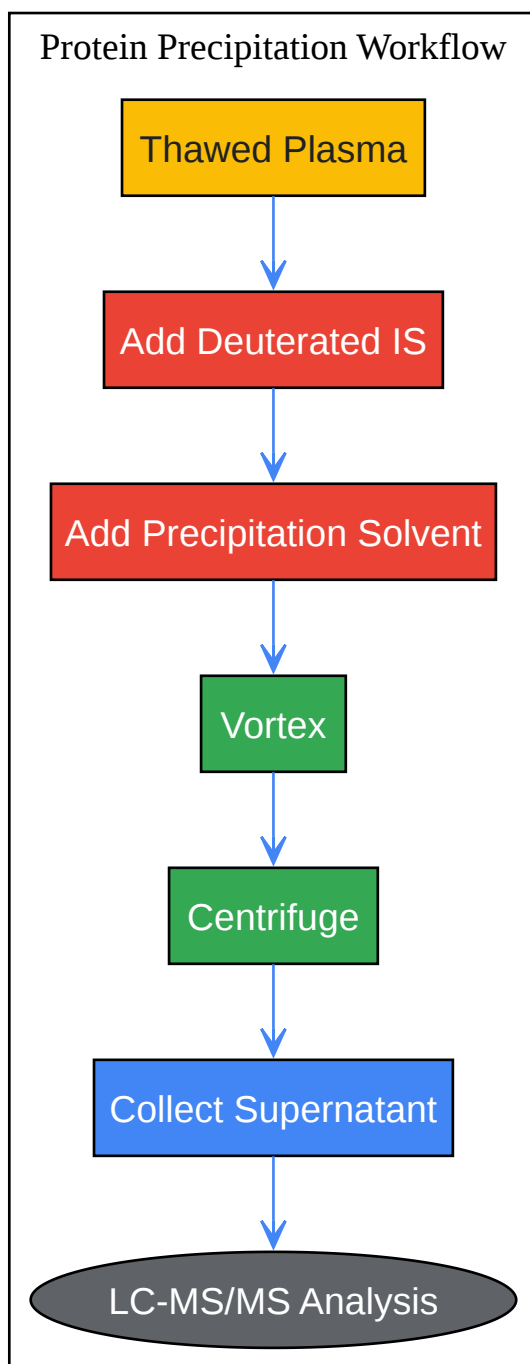 Protein Precipitation Workflow
Thawed Plasma
Add Deuterated IS
Add Precipitation Solvent
Vortex
Centrifuge
Collect Supernatant
LC-MS/MS Analysis